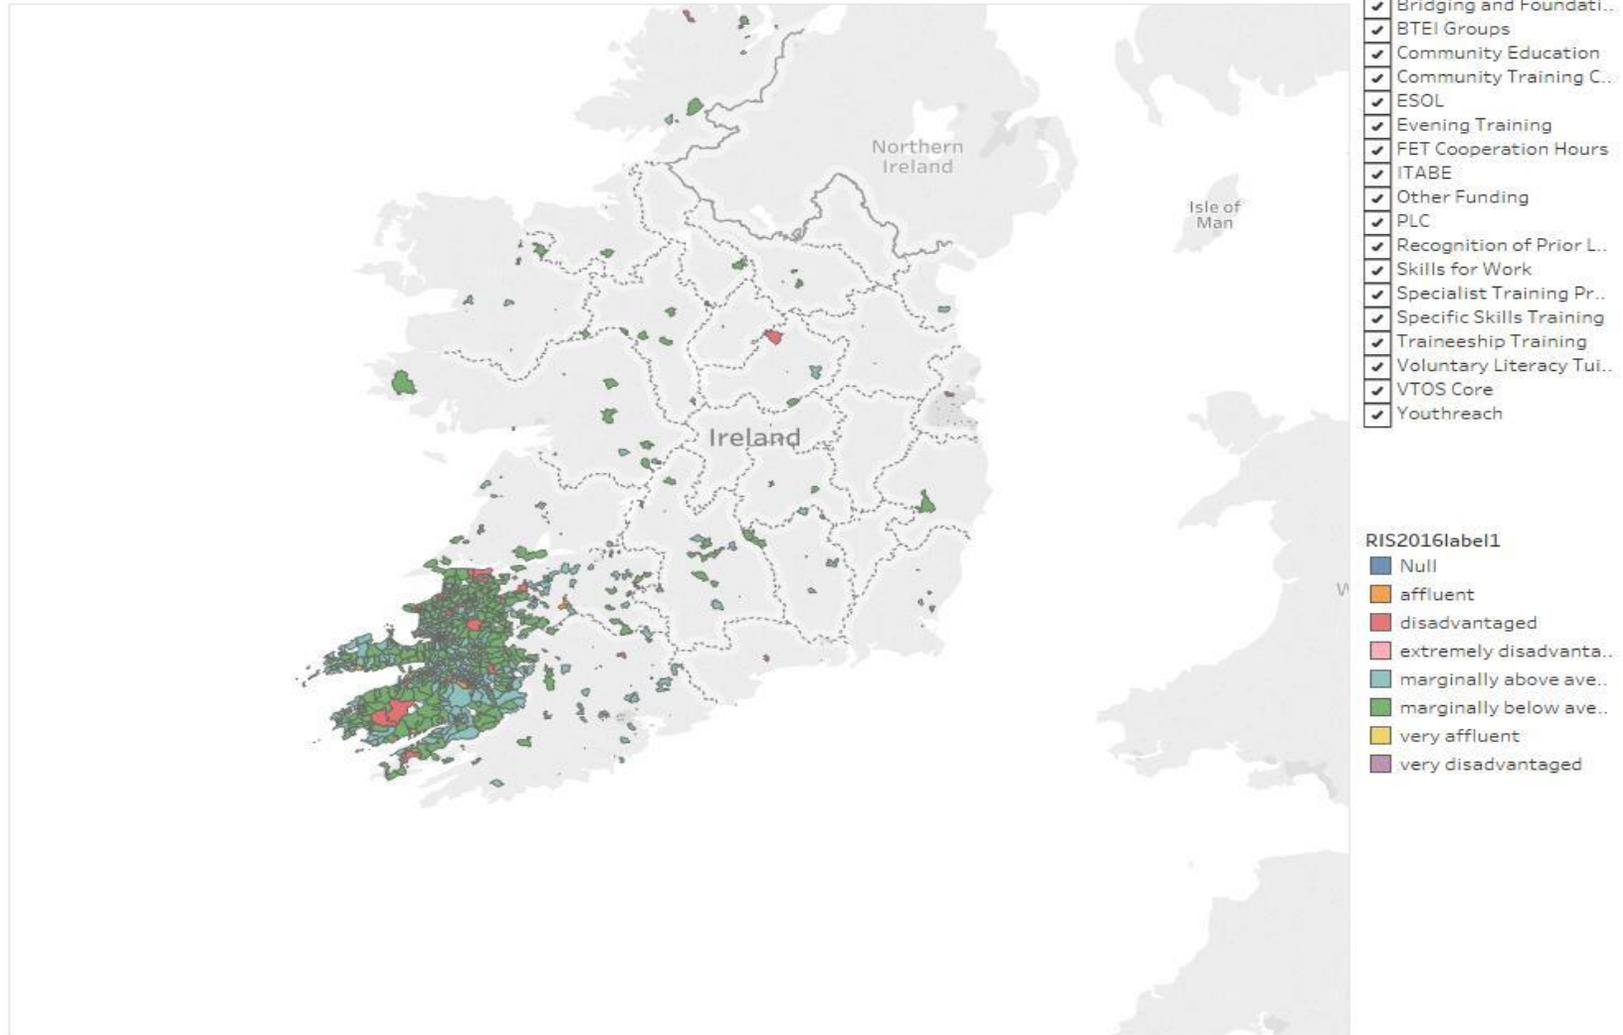 Northern
Ireland
Isle of
Man
Ireland
W
Bridging and Foundati..
BTEI Groups
Community Education
Community Training C..
ESOL
Evening Training
FET Cooperation Hours
ITABE
Other Funding
PLC
Recognition of Prior L..
Skills for Work
Specialist Training Pr..
Specific Skills Training
Traineeship Training
Voluntary Literacy Tui..
VTOS Core
Youthreach
RIS2016label1
Null
affluent
disadvantaged
extremely disadvanta..
marginally above ave..
marginally below ave..
very affluent
very disadvantaged